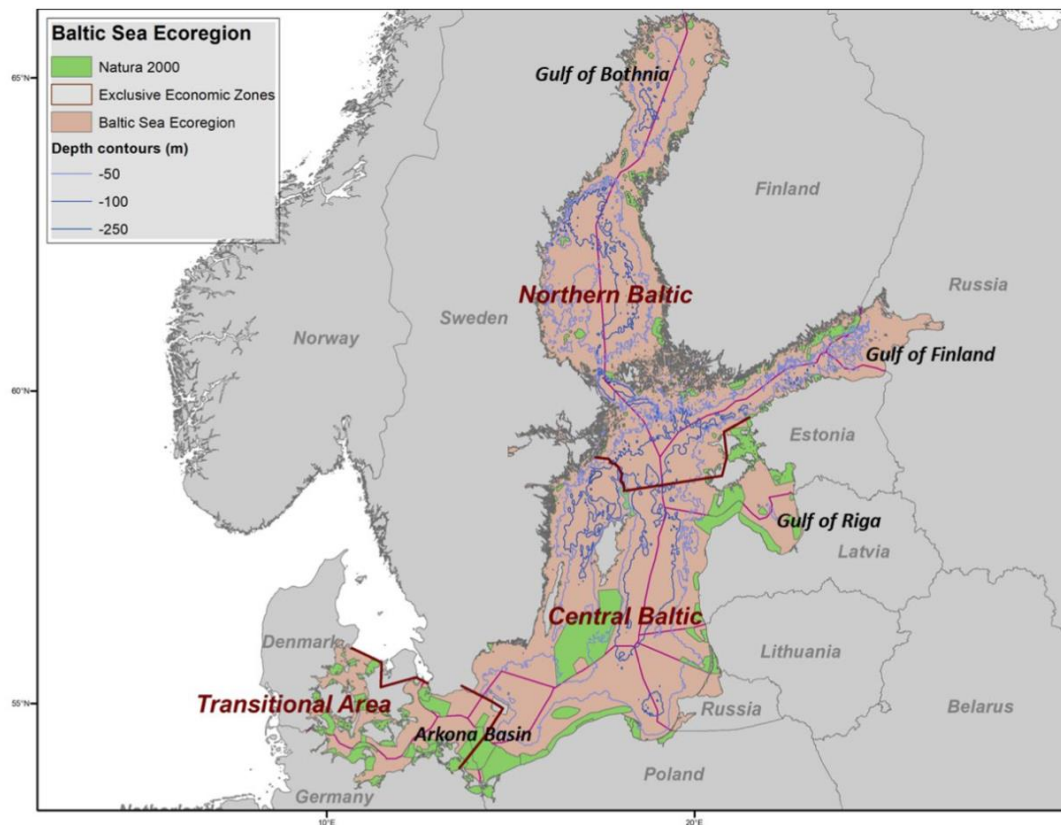 Baltic Sea Ecoregion
Natura 2000
Exclusive Economic Zones
Baltic Sea Ecoregion
Depth contours (m)
-50
-100
-250
65°N
60°N
55°N
Gulf of Bothnia
Finland
Northern Baltic
Russia
Sweden
Norway
Gulf of Finland
Estonia
Gulf of Riga
Latvia
Central Baltic
Denmark
Lithuania
Transitional Area
Russia
Belarus
Arkona Basin
Poland
Germany
Netherlands
10°E
20°E